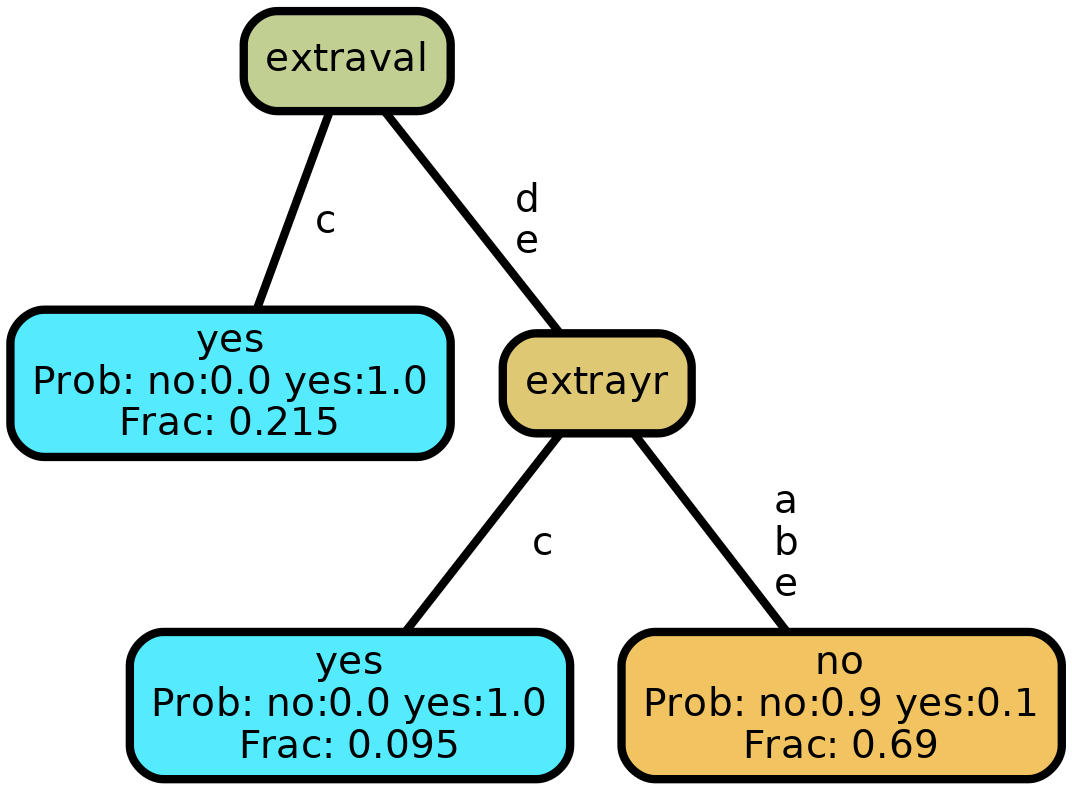 extraval
c
d
e
yes
Prob: no:0.0 yes:1.0
Frac: 0.215
extrayr
c
a
b
e
yes
Prob: no:0.0 yes:1.0
Frac: 0.095
no
Prob: no:0.9 yes:0.1
Frac: 0.69